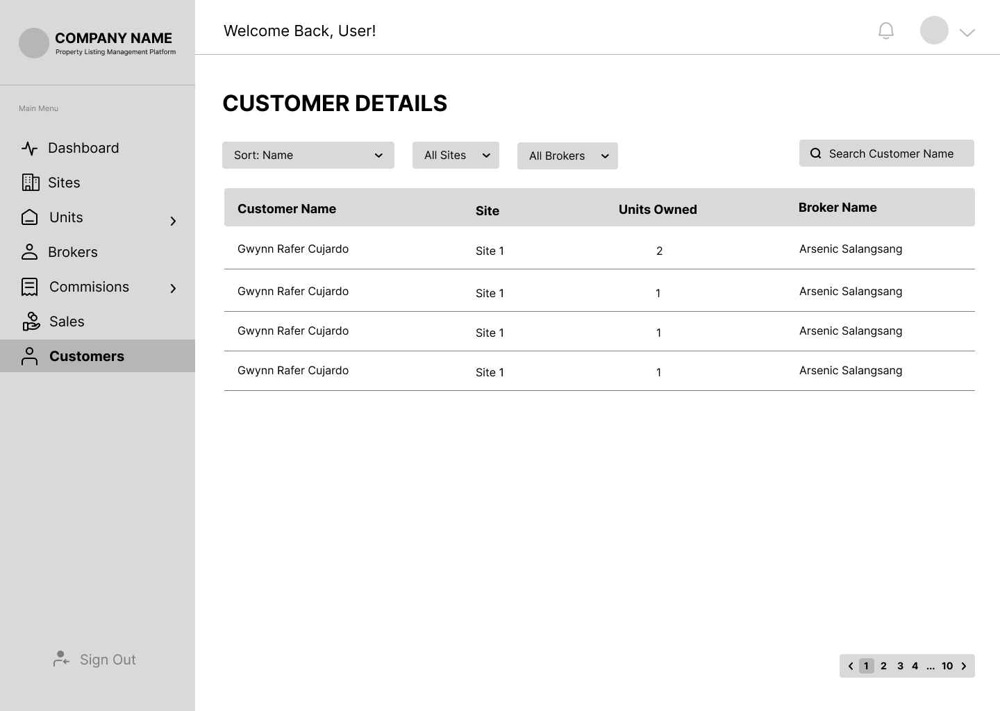 COMPANY NAME
Property Listing Management Platform
Main Menu
Dashboard
Sites
Units
Brokers
Commisions
Sales
Customers
Sign Out
Welcome Back, User!
CUSTOMER DETAILS
Sort: Name All Sites All Brokers Search Customer Name
Customer Name Site Units Owned Broker Name
Gwynn Rafer Cujardo Site 1 2 Arsenic Salangsang
Gwynn Rafer Cujardo Site 1 1 Arsenic Salangsang
Gwynn Rafer Cujardo Site 1 1 Arsenic Salangsang
Gwynn Rafer Cujardo Site 1 1 Arsenic Salangsang
1 2 3 4 ... 10